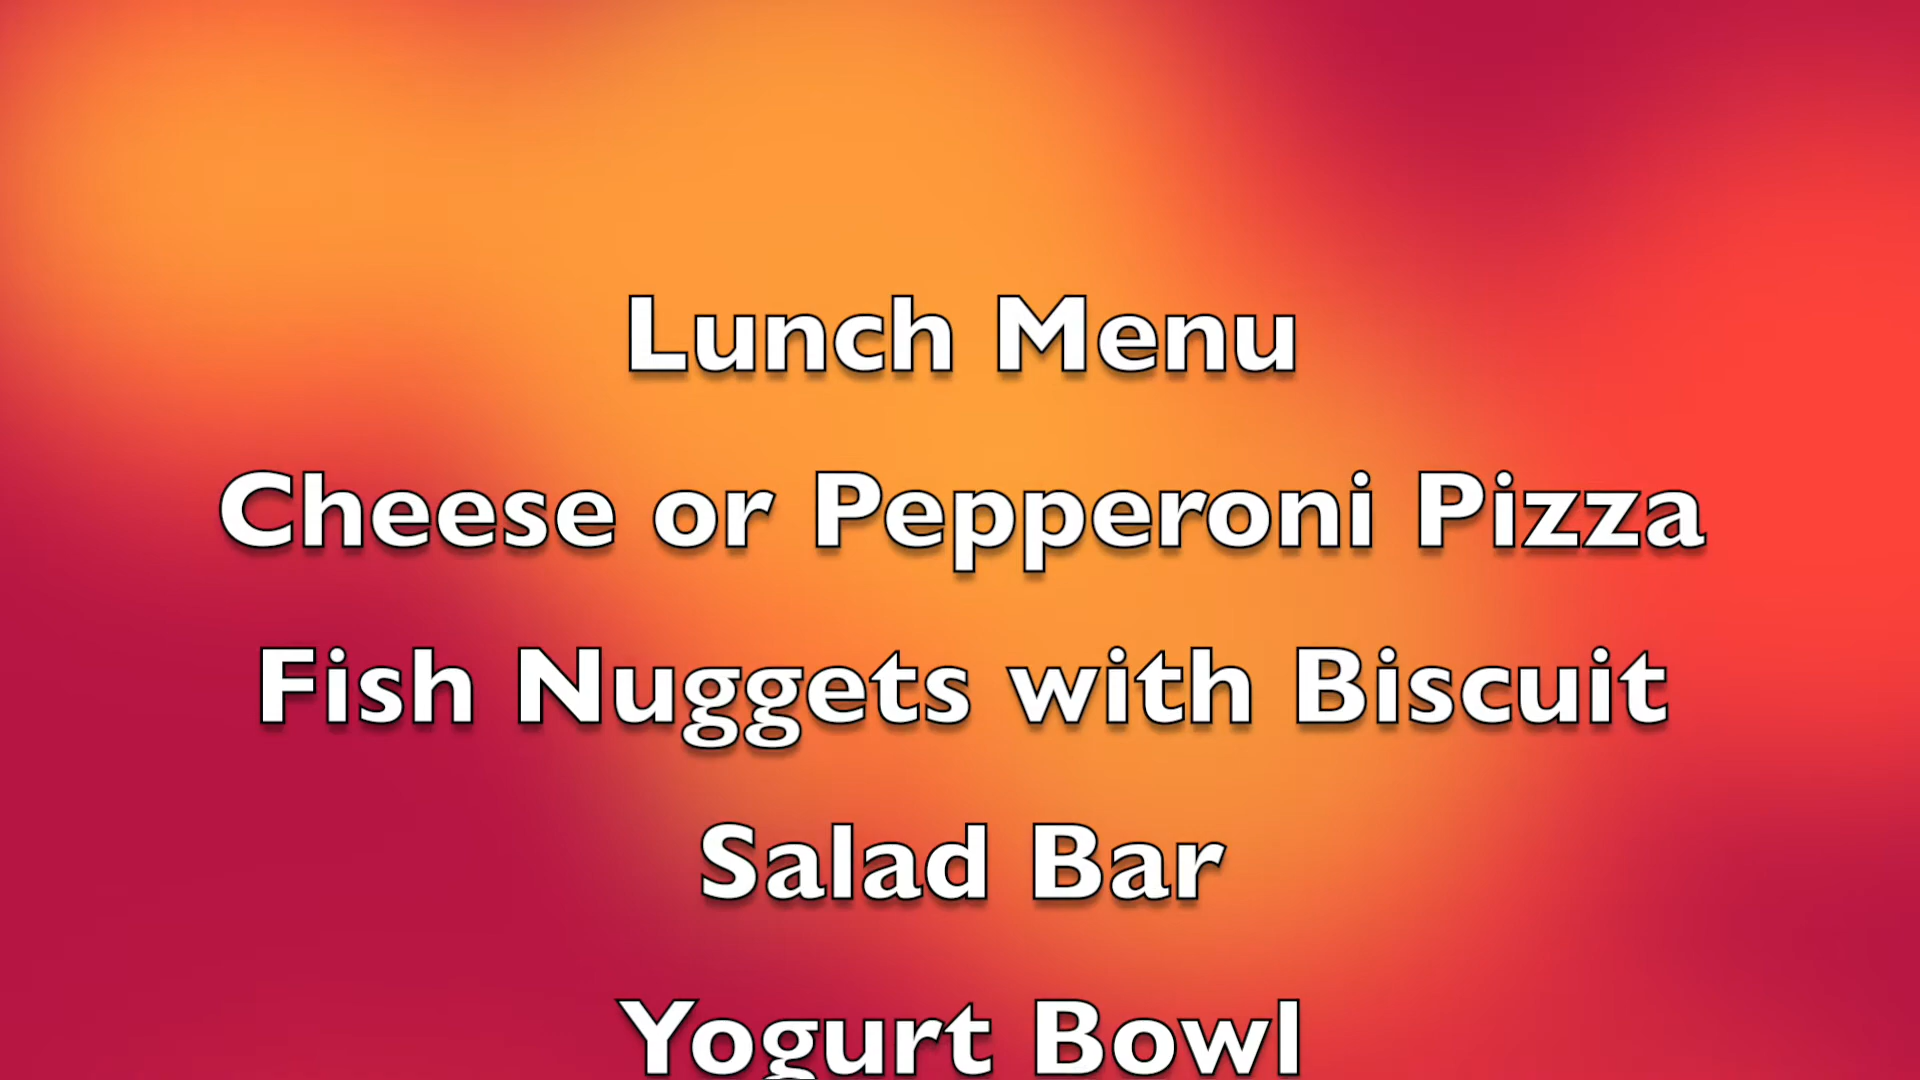 Lunch Menu
Cheese or Pepperoni Pizza
Fish Nuggets with Biscuit
Salad Bar
Yogurt Bowl